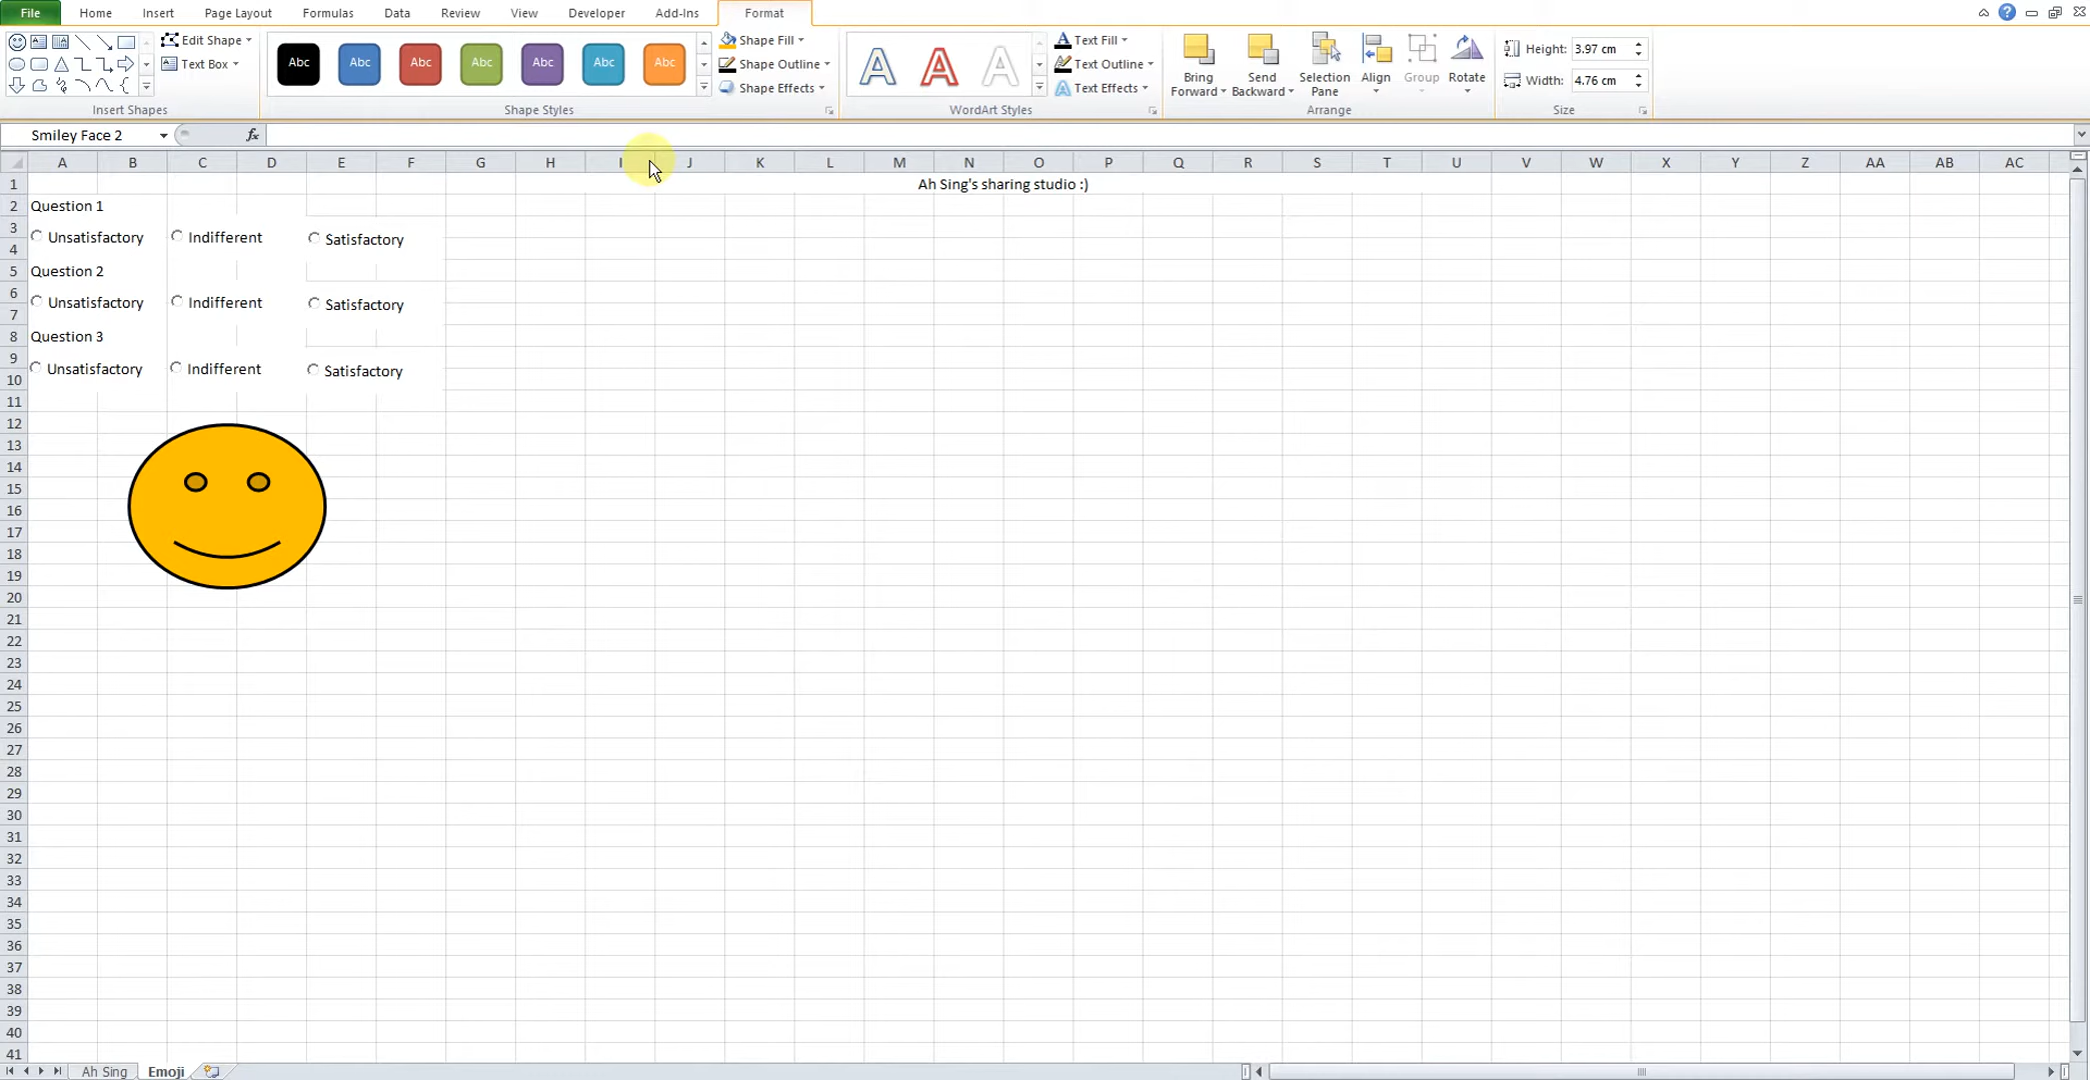 File Home Insert Page Layout Formulas Data Review View Developer Add-Ins Format
Edit Shape Abc Abc Abc Abc Abc Abc Abc Shape Fill A A A Text Fill Height: 3.97 cm
Text Box Shape Outline Text Outline Bring Forward Send Backward Selection Pane Align Group Rotate Width: 4.76 cm
Shape Effects Text Effects
Insert Shapes Shape Styles WordArt Styles Arrange Size
Smiley Face 2 fx
A B C D E F G H I J K L M N O P Q R S T U V W X Y Z AA AB AC
1 Ah Sing's sharing studio :)
2 Question 1
3 Unsatisfactory Indifferent Satisfactory
4
5 Question 2
6 Unsatisfactory Indifferent Satisfactory
7
8 Question 3
9 Unsatisfactory Indifferent Satisfactory
10
11
12
13
14
15
16
17
18
19
20
21
22
23
24
25
26
27
28
29
30
31
32
33
34
35
36
37
38
39
40
41
Ah Sing Emoji